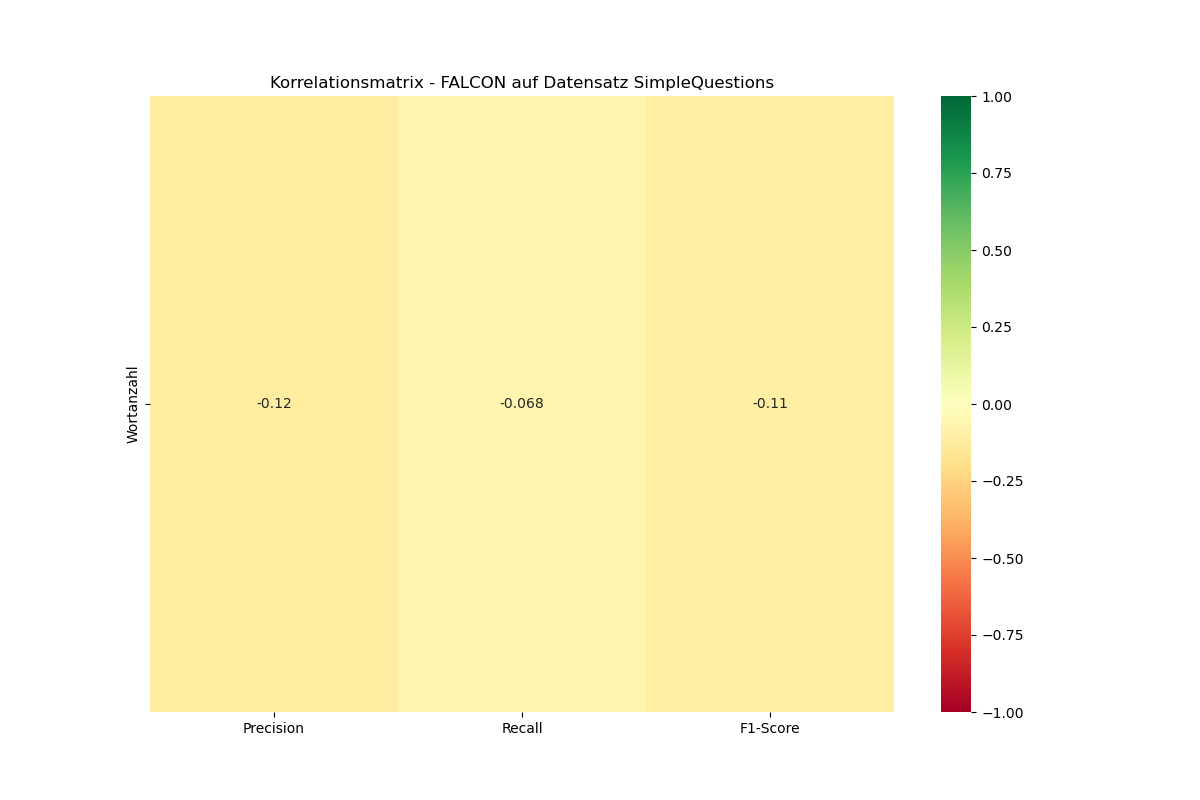 Korrelationsmatrix - FALCON auf Datensatz SimpleQuestions
Wortanzahl
-0.12
-0.068
-0.11
Precision
Recall
F1-Score
1.00
0.75
0.50
0.25
0.00
−0.25
−0.50
−0.75
−1.00